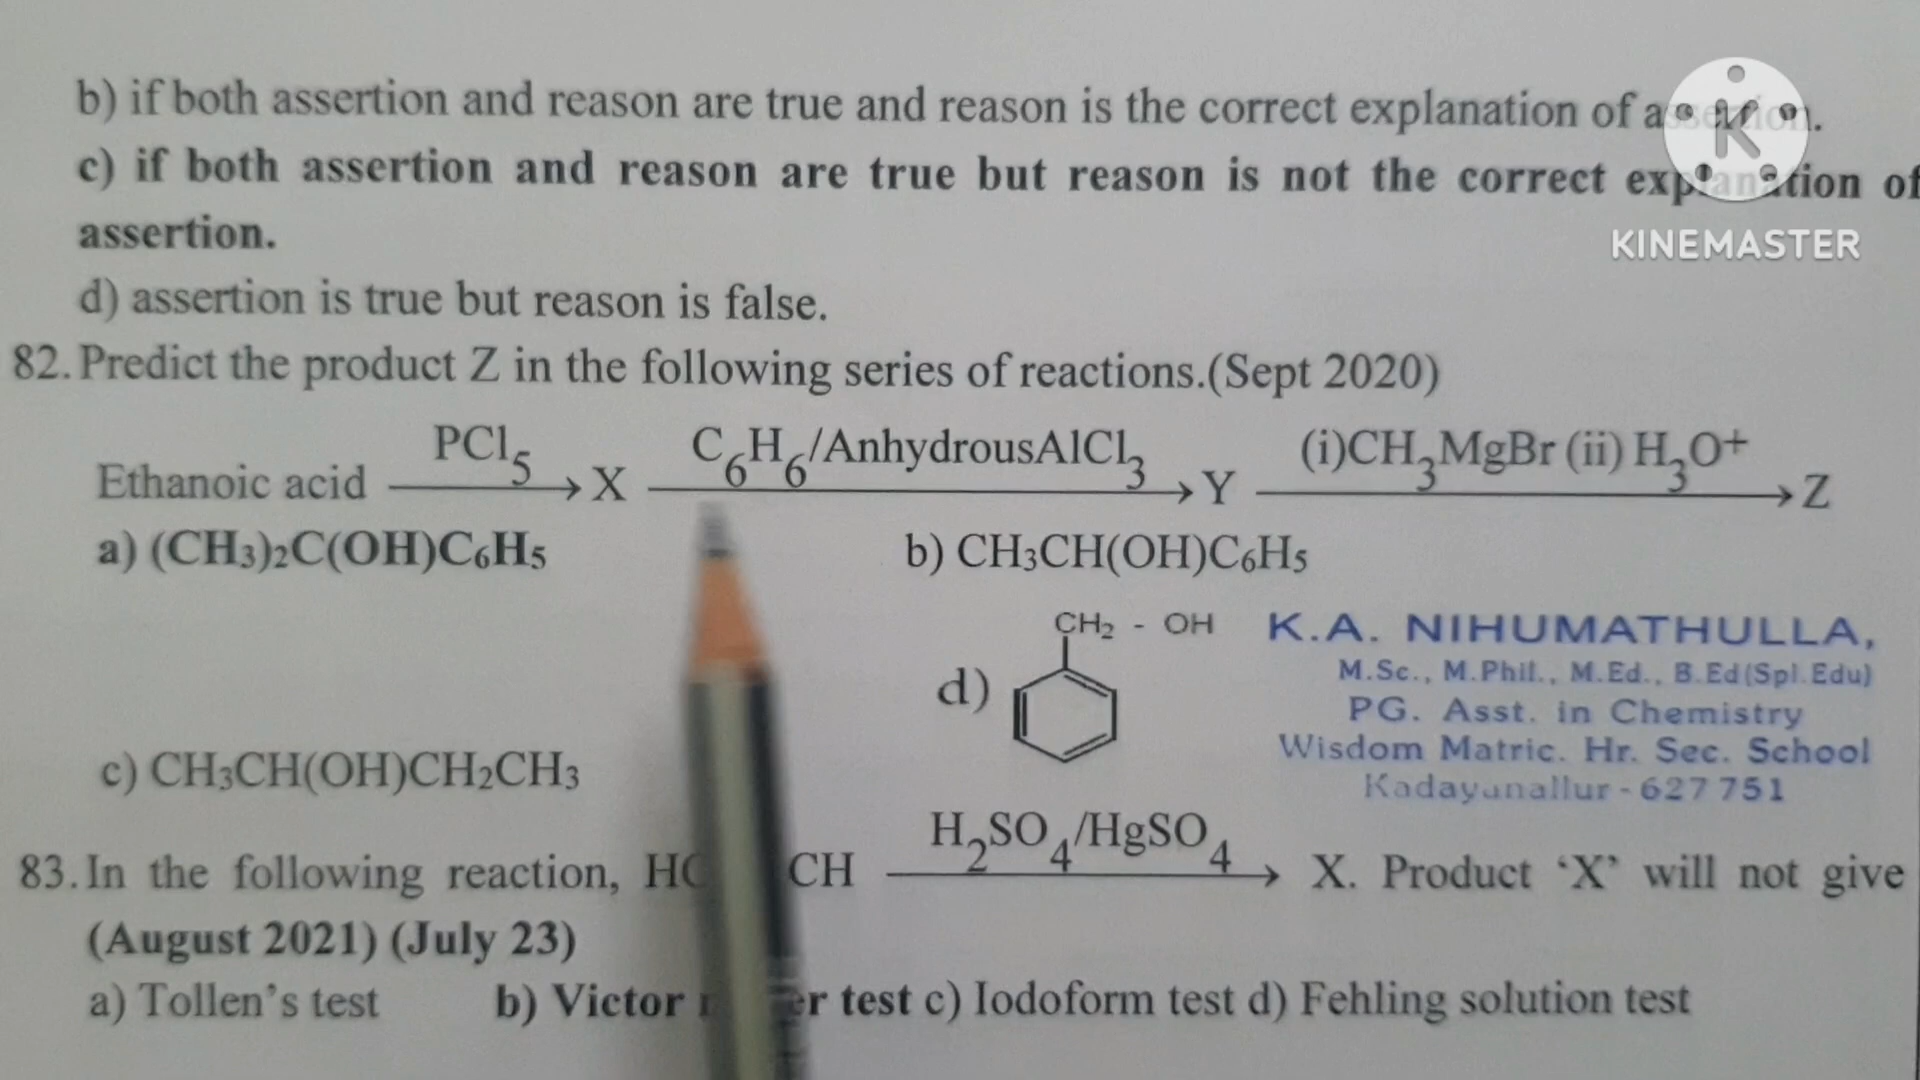 b) if both assertion and reason are true and reason is the correct explanation of assertion.
c) if both assertion and reason are true but reason is not the correct explanation of
assertion.
KINEMASTER
d) assertion is true but reason is false.
82. Predict the product Z in the following series of reactions.(Sept 2020)
Ethanoic acid PCl5 → X C6H6/AnhydrousAlCl3 → Y (i)CH3MgBr (ii) H3O+ → Z
a) (CH3)2C(OH)C6H5 b) CH3CH(OH)C6H5
CH2 - OH
d)
K.A. NIHUMATHULLA,
M.Sc., M.Phil., M.Ed., B.Ed(Spl.Edu)
PG. Asst. in Chemistry
Wisdom Matric. Hr. Sec. School
Kadayanallur - 627 751
c) CH3CH(OH)CH2CH3
83. In the following reaction, HC CH H2SO4/HgSO4 → X. Product ‘X’ will not give
(August 2021) (July 23)
a) Tollen’s test b) Victor test c) Iodoform test d) Fehling solution test